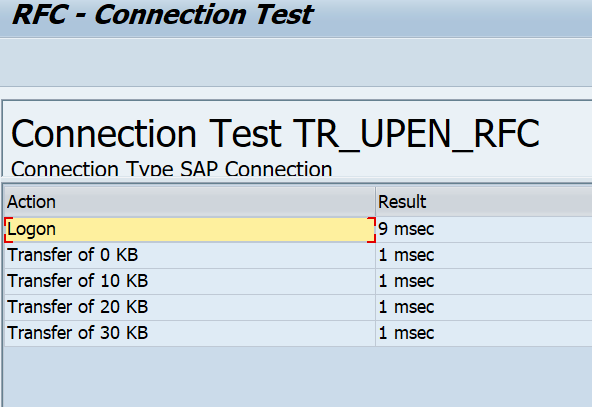 RFC - Connection Test
Connection Test TR_UPEN_RFC
Connection Type SAP Connection
Action Result
Logon 9 msec
Transfer of 0 KB 1 msec
Transfer of 10 KB 1 msec
Transfer of 20 KB 1 msec
Transfer of 30 KB 1 msec